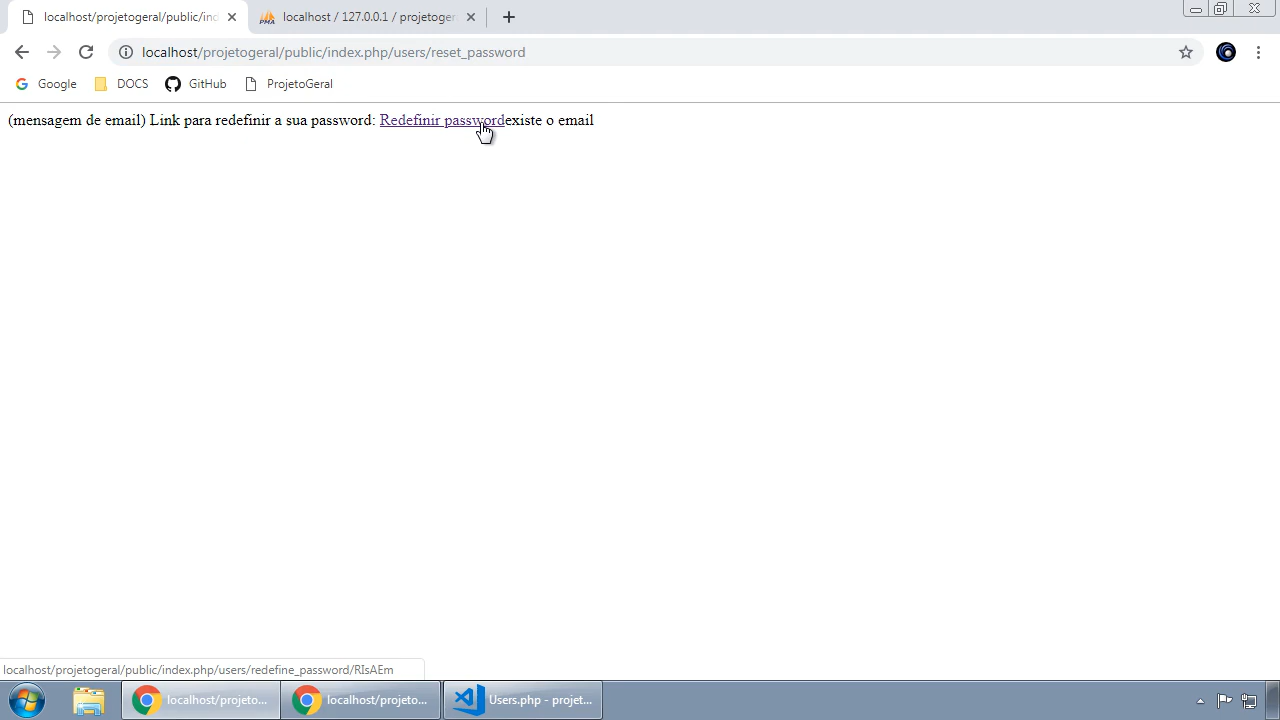 localhost/projetogeral/public/ind
localhost / 127.0.0.1 / projetoger
localhost/projetogeral/public/index.php/users/reset_password
Google
DOCS
GitHub
ProjetoGeral
(mensagem de email) Link para redefinir a sua password: Redefinir passwordexiste o email
localhost/projetogeral/public/index.php/users/redefine_password/RIsAEm
localhost/projeto...
localhost/projeto...
Users.php - projet...